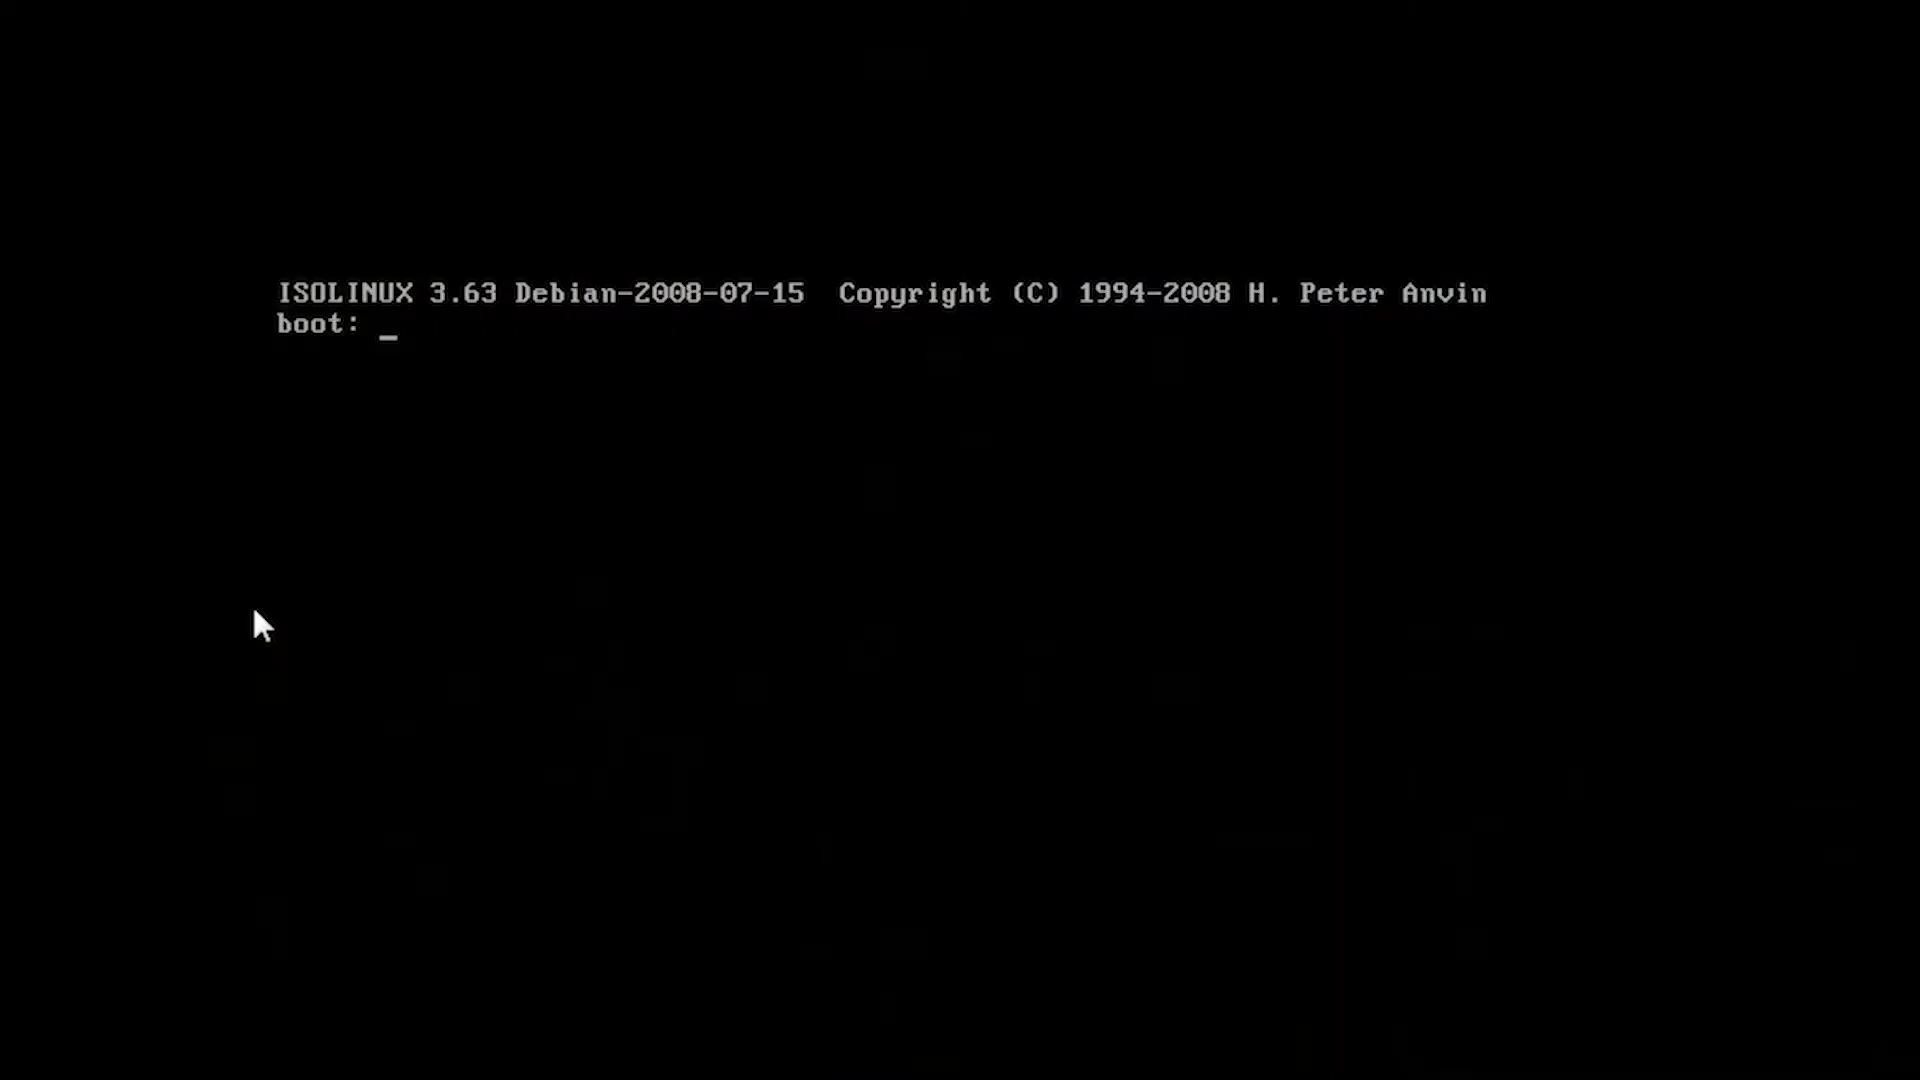 ISOLINUX 3.63 Debian-2008-07-15  Copyright (C) 1994-2008 H. Peter Anvin
boot: _